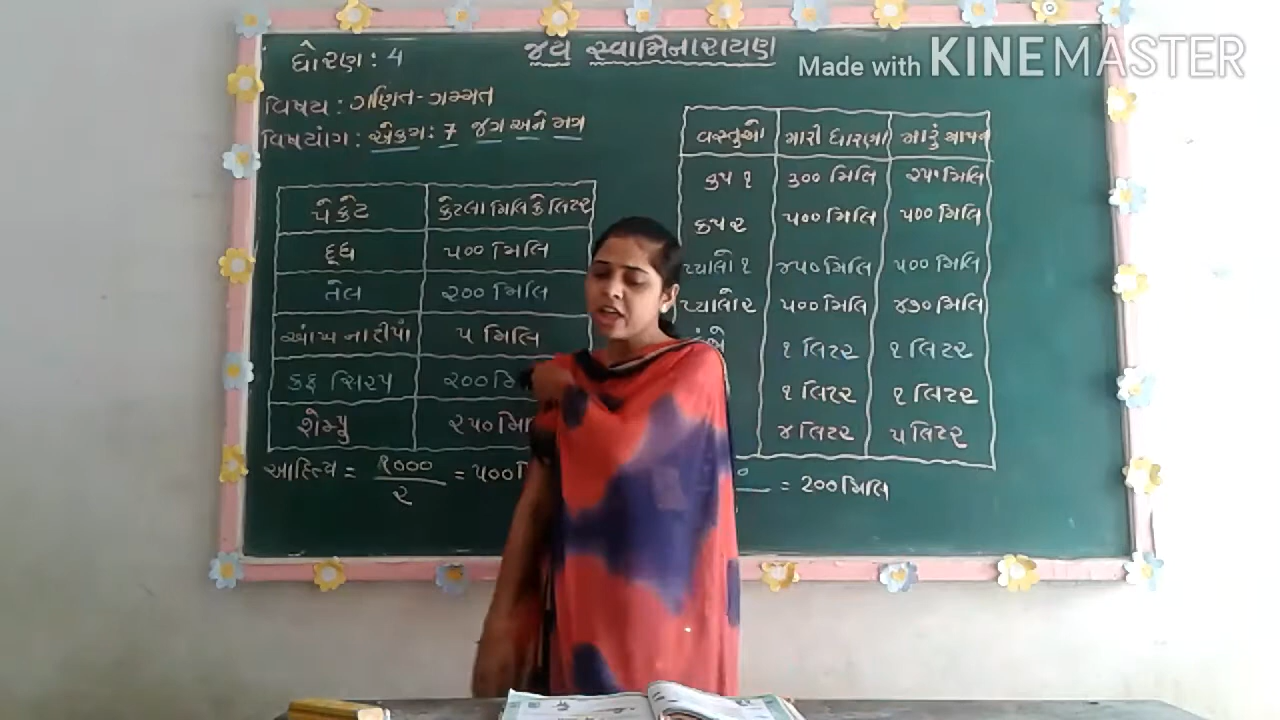 જય સ્વામિનારાયણ
Made with KINEMASTER
ધોરણ : 4
વિષય : ગણિત - ગમ્મત
વિષયાંગ : એકમ : 7 જગ અને મગ
પેકેટ કેટલા મિલિ કે લિટર
દૂધ ૫૦૦ મિલિ
તેલ ૨૦૦ મિલિ
આંખ ના ટીપાં ૫ મિલિ
કફ સિરપ ૨૦૦
શેમ્પુ ૨૫૦
આદિત્ય = ૧૦૦૦ / ૨ = ૫૦૦
વસ્તુઓ મારી ધારણા મારું માપન
કપ ૧ ૩૦૦ મિલિ ૨૫૦ મિલિ
કપ ૨ ૫૦૦ મિલિ ૫૦૦ મિલિ
પ્યાલો ૧ ૪૫૦ મિલિ ૫૦૦ મિલિ
પ્યાલો ૨ ૫૦૦ મિલિ ૪૭૦ મિલિ
૧ લિટર ૧ લિટર
૧ લિટર ૧ લિટર
૪ લિટર ૫ લિટર
= ૨૦૦ મિલિ